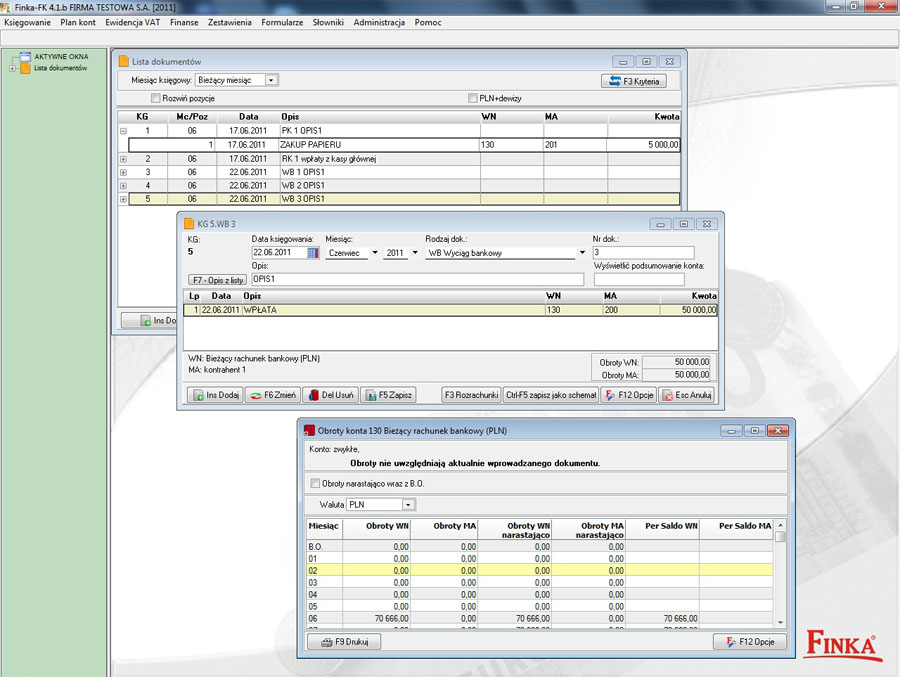 Finka-FK 4.1.b FIRMA TESTOWA S.A. [2011]
Księgowanie Plan kont Ewidencja VAT Finanse Zestawienia Formularze Słowniki Administracja Pomoc
AKTYWNE OKNA
Lista dokumentów
Lista dokumentów
Miesiąc księgowy: Bieżący miesiąc F3 Kryteria
Rozwiń pozycje PLN+dewizy
KG Mc/Poz Data Opis WN MA Kwota
1 06 17.06.2011 PK 1 OPIS1
1 17.06.2011 ZAKUP PAPIERU 130 201 5 000,00
2 06 17.06.2011 RK 1 wpłaty z kasy głównej
3 06 22.06.2011 WB 1 OPIS1
4 06 22.06.2011 WB 2 OPIS1
5 06 22.06.2011 WB 3 OPIS1
Ins Do
KG 5.WB 3
KG: Data księgowania: Miesiąc: Rodzaj dok.: Nr dok.:
5 22.06.2011 Czerwiec 2011 WB Wyciąg bankowy 3
Opis: Wyświetlić podsumowanie konta:
F7 - Opis z listy OPIS1
Lp Data Opis WN MA Kwota
1 22.06.2011 WPŁATA 130 200 50 000,00
WN: Bieżący rachunek bankowy (PLN) Obroty WN: 50 000,00
MA: kontrahent 1 Obroty MA: 50 000,00
Ins Dodaj F6 Zmień Del Usuń F5 Zapisz F3 Rozrachunki Ctrl-F5 zapisz jako schemat F12 Opcje Esc Anuluj
Obroty konta 130 Bieżący rachunek bankowy (PLN)
Konto: zwykłe,
Obroty nie uwzględniają aktualnie wprowadzanego dokumentu.
Obroty narastająco wraz z B.O.
Waluta PLN
Miesiąc Obroty WN Obroty MA Obroty WN narastająco Obroty MA narastająco Per Saldo WN Per Saldo MA
B.O. 0,00 0,00 0,00 0,00
01 0,00 0,00 0,00 0,00
02 0,00 0,00 0,00 0,00
03 0,00 0,00 0,00 0,00
04 0,00 0,00 0,00 0,00
05 0,00 0,00 0,00 0,00
06 70 666,00 0,00 70 666,00 0,00 70 666,00
F9 Drukuj F12 Opcje
FINKA®